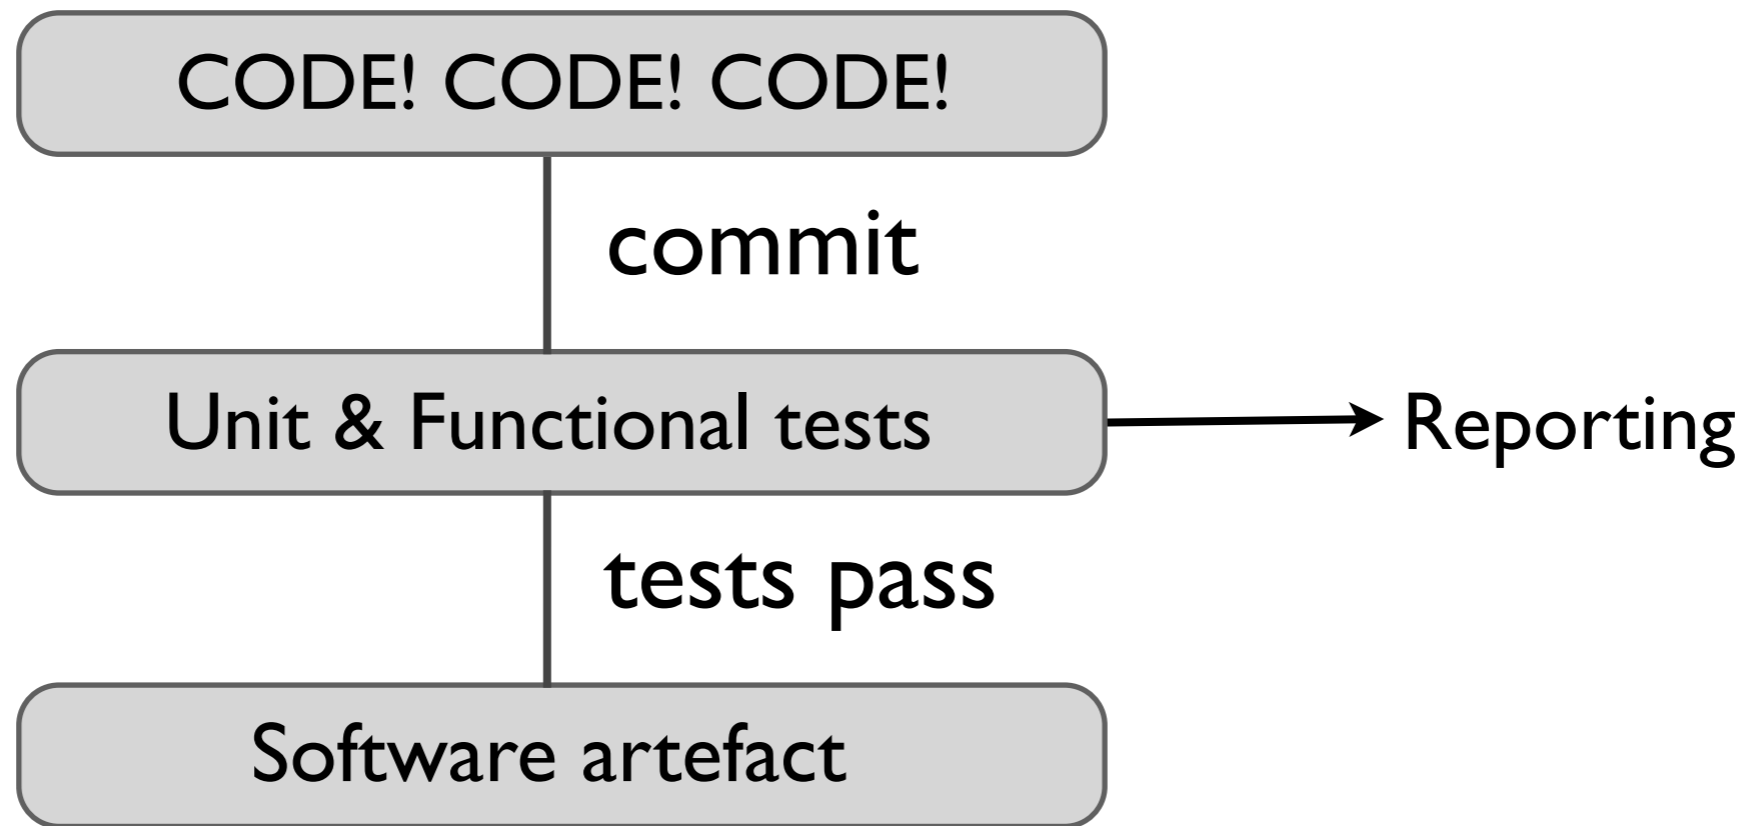 CODE! CODE! CODE!
commit
Unit & Functional tests
Reporting
tests pass
Software artefact